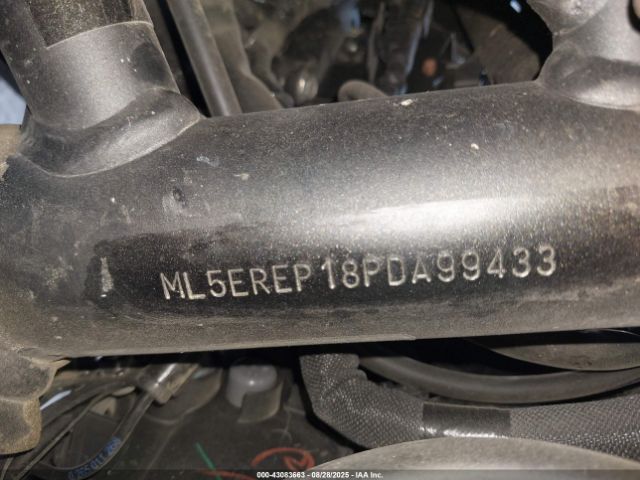 ML5EREP18PDA99433
000-43083663 - 08/28/2025 - IAA Inc.